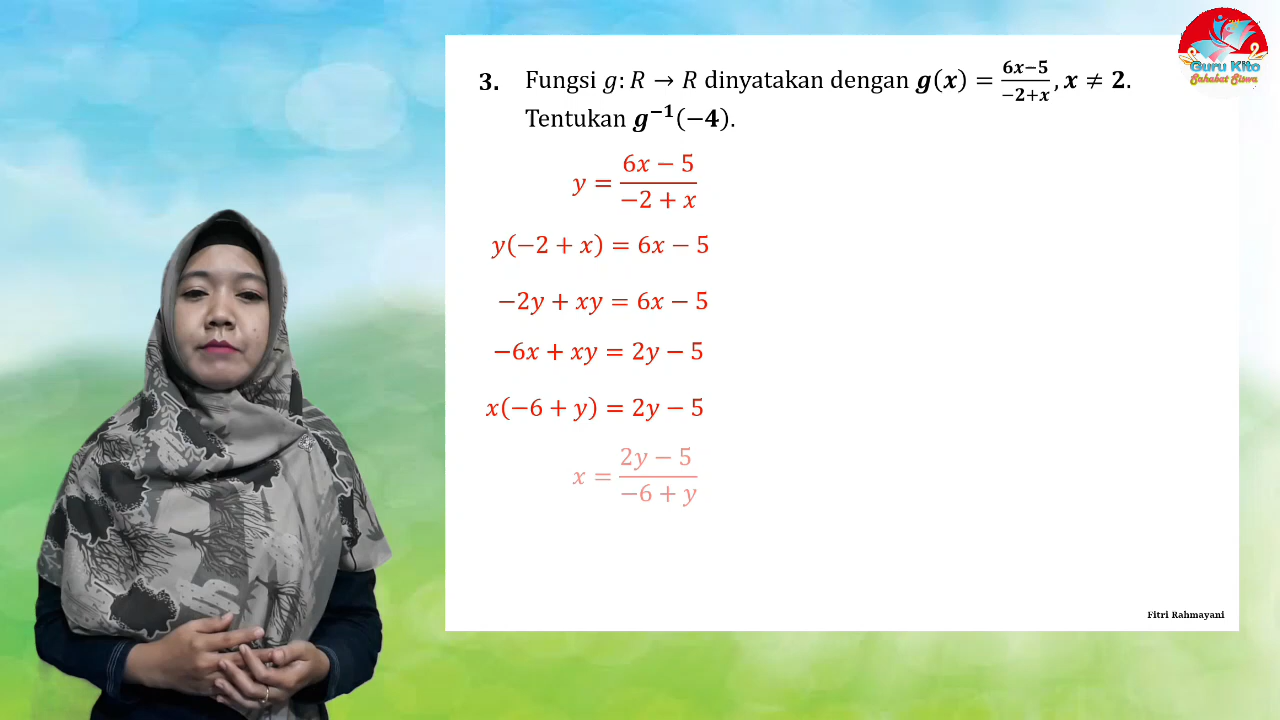 Guru Kito
Sahabat Siswa
3. Fungsi g: R → R dinyatakan dengan g(x) = (6x−5)/(−2+x), x ≠ 2.
Tentukan g⁻¹(−4).
y = (6x − 5)/(−2 + x)
y(−2 + x) = 6x − 5
−2y + xy = 6x − 5
−6x + xy = 2y − 5
x(−6 + y) = 2y − 5
x = (2y − 5)/(−6 + y)
Fitri Rahmayani